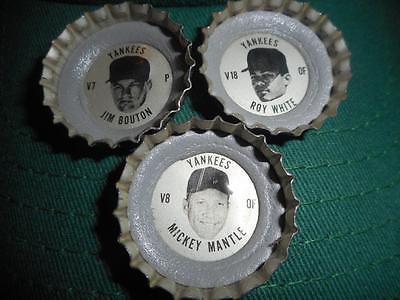 YANKEES
V7 P
JIM BOUTON
YANKEES
V18 OF
ROY WHITE
YANKEES
V8 OF
MICKEY MANTLE